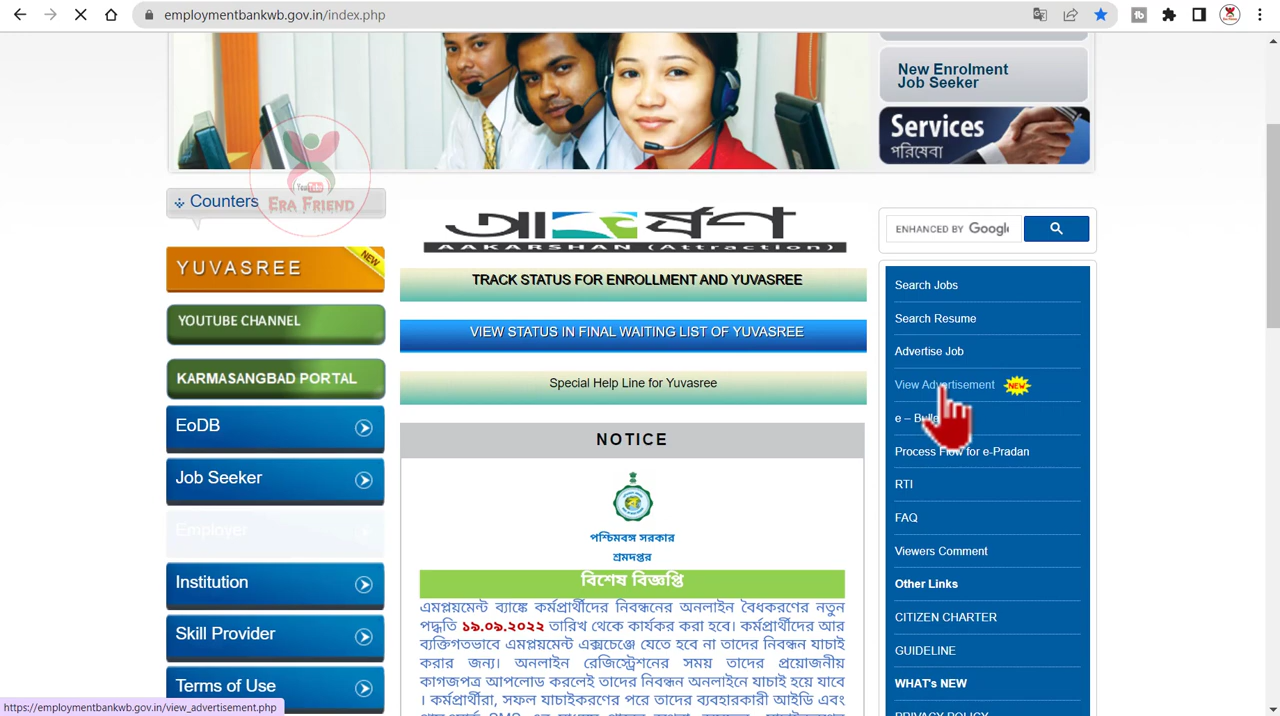 employmentbankwb.gov.in/index.php
New Enrolment
Job Seeker
Services
পরিষেবা
Counters
YouTube
ERA FRIEND
YUVASREE
NEW
YOUTUBE CHANNEL
KARMASANGBAD PORTAL
EoDB
Job Seeker
Employer
Institution
Skill Provider
Terms of Use
আকর্ষণ
AAKARSHAN (Attraction)
TRACK STATUS FOR ENROLLMENT AND YUVASREE
VIEW STATUS IN FINAL WAITING LIST OF YUVASREE
Special Help Line for Yuvasree
NOTICE
পশ্চিমবঙ্গ সরকার
শ্রমদপ্তর
বিশেষ বিজ্ঞপ্তি
এমপ্লয়মেন্ট ব্যাঙ্কে কর্মপ্রার্থীদের নিবন্ধনের অনলাইন বৈধকরণের নতুন
পদ্ধতি ১৯.০৯.২০২২ তারিখ থেকে কার্যকর করা হবে। কর্মপ্রার্থীদের আর
ব্যক্তিগতভাবে এমপ্লয়মেন্ট এক্সচেঞ্জে যেতে হবে না তাদের নিবন্ধন যাচাই
করার জন্য। অনলাইন রেজিস্ট্রেশনের সময় তাদের প্রয়োজনীয়
কাগজপত্র আপলোড করলেই তাদের নিবন্ধন অনলাইনে যাচাই হয়ে যাবে
। কর্মপ্রার্থীরা, সফল যাচাইকরণের পরে তাদের ব্যবহারকারী আইডি এবং
ENHANCED BY Google
Search Jobs
Search Resume
Advertise Job
View Advertisement NEW
e – Bulle
Process Flow for e-Pradan
RTI
FAQ
Viewers Comment
Other Links
CITIZEN CHARTER
GUIDELINE
WHAT's NEW
PRIVACY POLICY
https://employmentbankwb.gov.in/view_advertisement.php